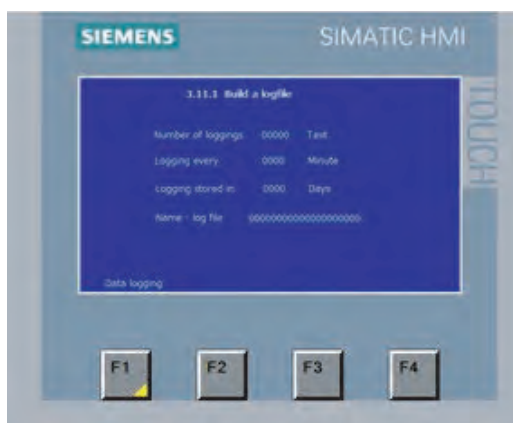 SIEMENS
SIMATIC HMI
TOUCH
3.11.1 Build a logfile
Number of loggings 00000 Text
Logging every 0000 Minute
Logging stored in 0000 Days
Name - log file 00000000000000000000
Data logging
F1 F2 F3 F4